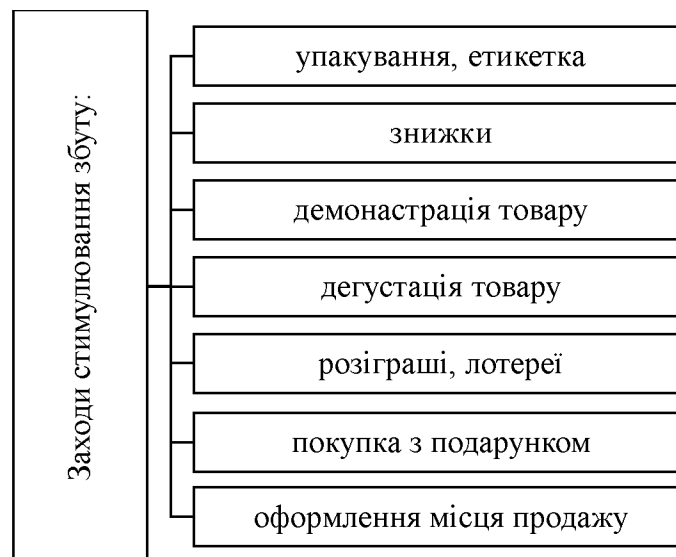 Заходи стимулювання збуту:
упакування, етикетка
знижки
демонастрація товару
дегустація товару
розіграші, лотереї
покупка з подарунком
оформлення місця продажу